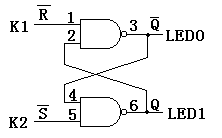 K1 R̅ 1 3 Q̅ LED0
2
4
K2 S̅ 5 6 Q LED1